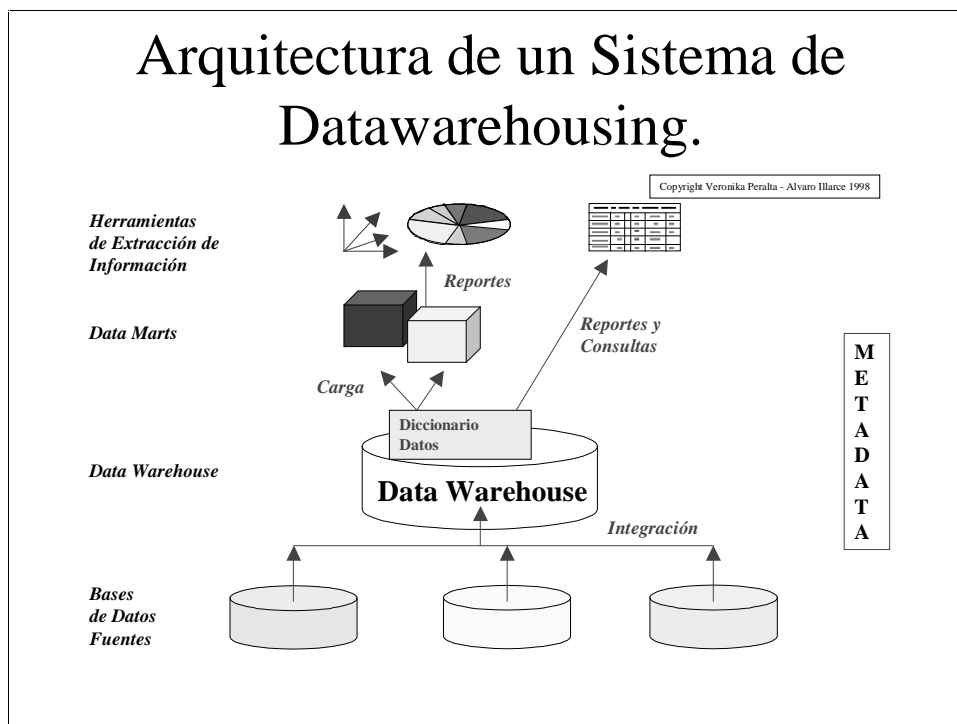 Arquitectura de un Sistema de
Datawarehousing.
Copyright Veronika Peralta - Alvaro Illarce 1998
Herramientas
de Extracción de
Información
Reportes
Data Marts
Reportes y
Consultas
Carga
Diccionario
Datos
Data Warehouse
Data Warehouse
Integración
Bases
de Datos
Fuentes
M
E
T
A
D
A
T
A